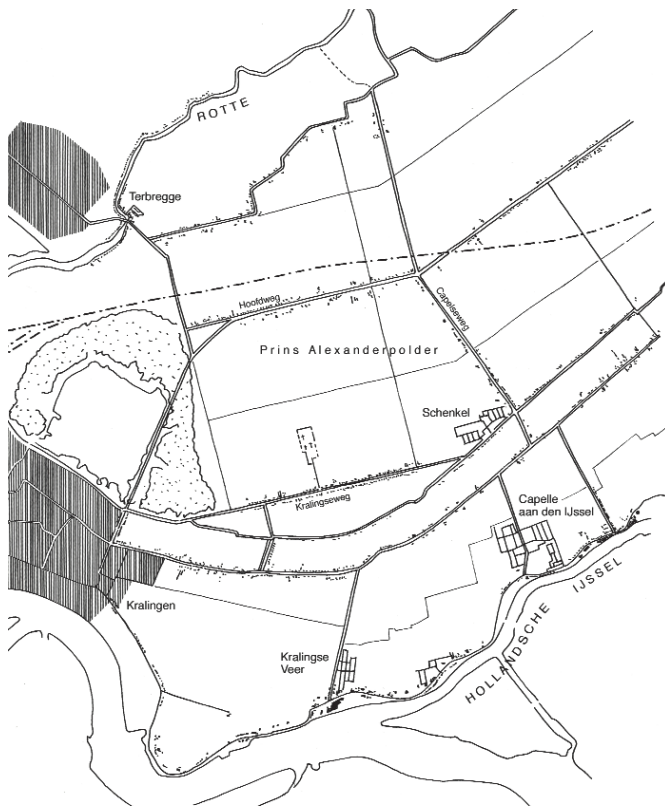 ROTTE
Terbregge
Hoofdweg
Capelseweg
Prins Alexanderpolder
Schenkel
Kralingseweg
Capelle
aan den IJssel
Kralingen
Kralingse
Veer
HOLLANDSCHE IJSSEL